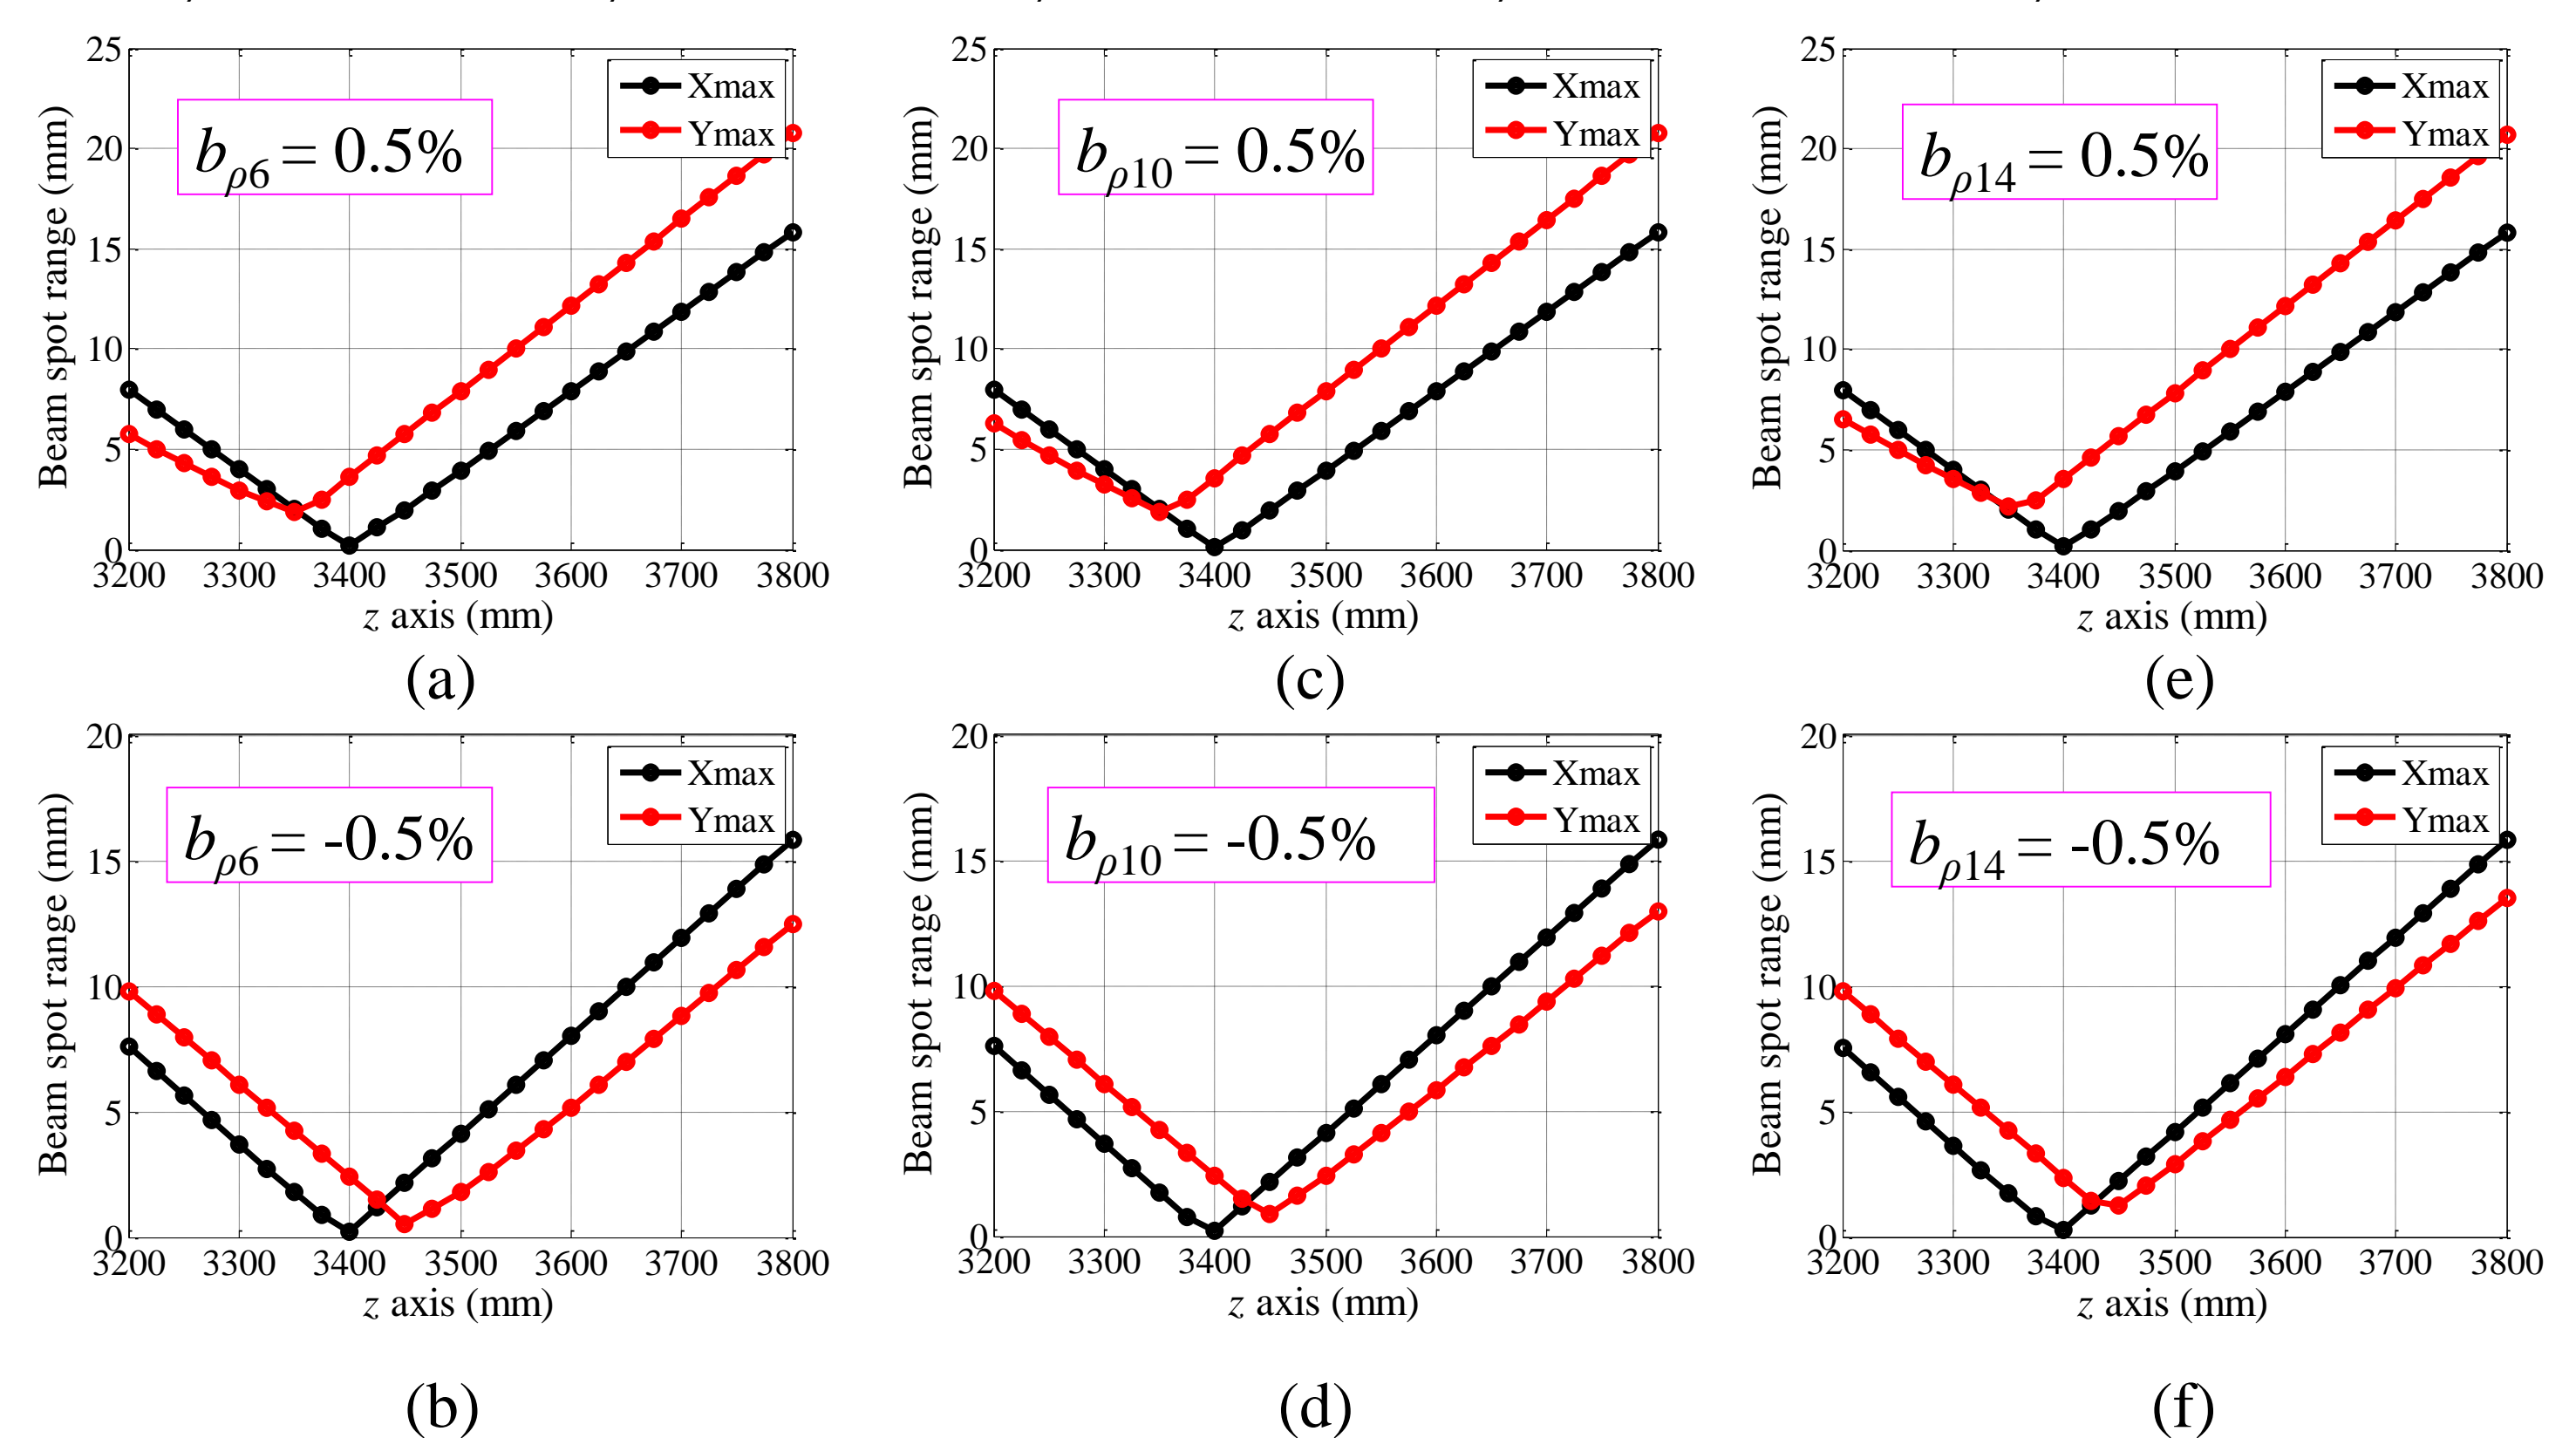 25
20
15
10
5
0
Beam spot range (mm)
bρ6 = 0.5%
Xmax
Ymax
3200 3300 3400 3500 3600 3700 3800
z axis (mm)
(a)
25
20
15
10
5
0
Beam spot range (mm)
bρ10 = 0.5%
Xmax
Ymax
3200 3300 3400 3500 3600 3700 3800
z axis (mm)
(c)
25
20
15
10
5
0
Beam spot range (mm)
bρ14 = 0.5%
Xmax
Ymax
3200 3300 3400 3500 3600 3700 3800
z axis (mm)
(e)
20
15
10
5
0
Beam spot range (mm)
bρ6 = -0.5%
Xmax
Ymax
3200 3300 3400 3500 3600 3700 3800
z axis (mm)
(b)
20
15
10
5
0
Beam spot range (mm)
bρ10 = -0.5%
Xmax
Ymax
3200 3300 3400 3500 3600 3700 3800
z axis (mm)
(d)
20
15
10
5
0
Beam spot range (mm)
bρ14 = -0.5%
Xmax
Ymax
3200 3300 3400 3500 3600 3700 3800
z axis (mm)
(f)